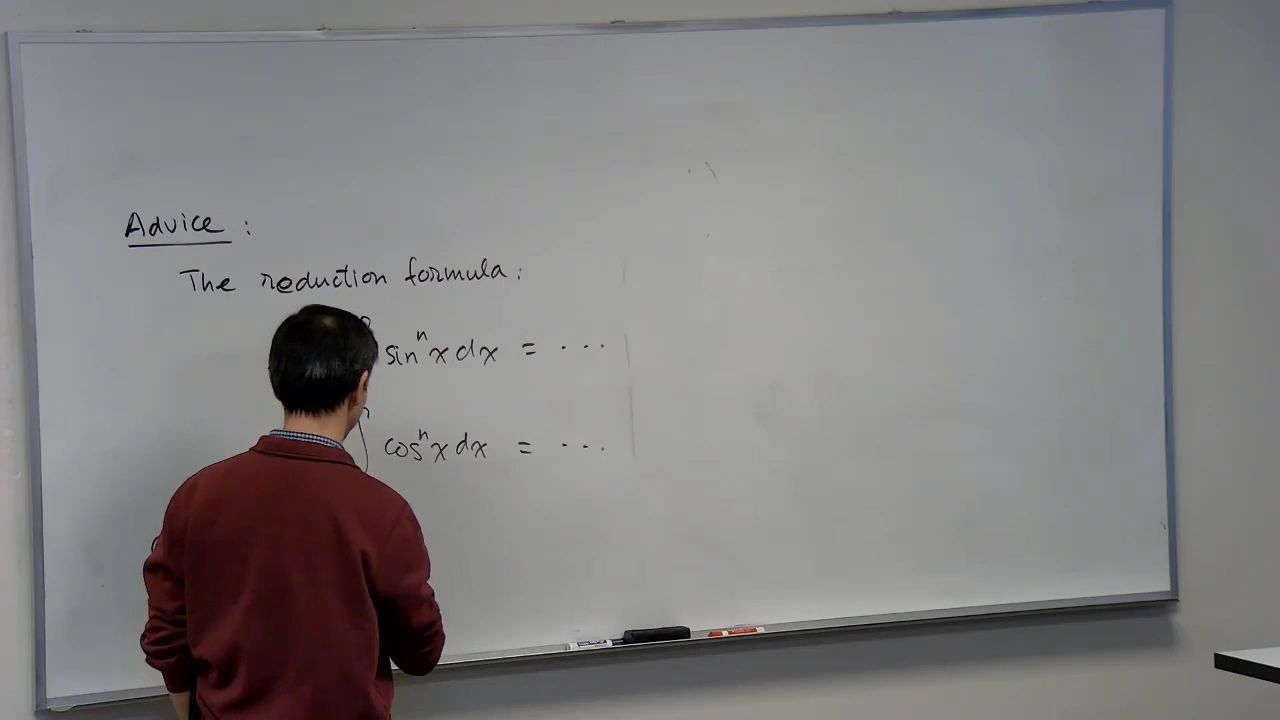 Advice :
The reduction formula:
∫ sinⁿx dx = ...
∫ cosⁿx dx = ...